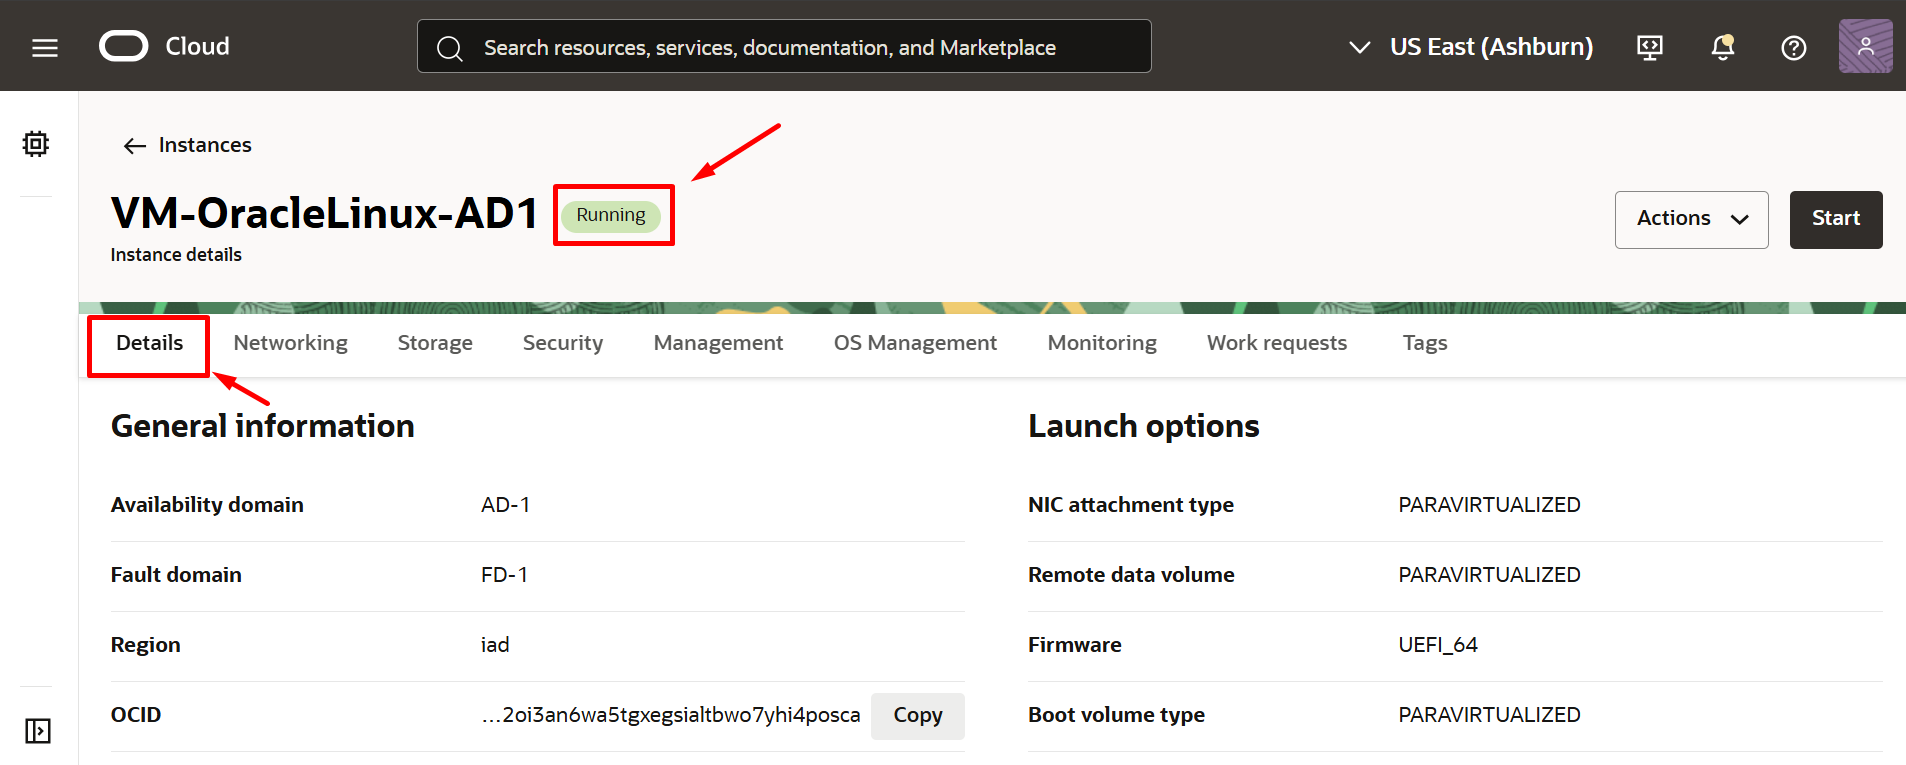 Cloud
Search resources, services, documentation, and Marketplace
US East (Ashburn)
Instances
VM-OracleLinux-AD1
Running
Instance details
Actions
Start
Details Networking Storage Security Management OS Management Monitoring Work requests Tags
General information
Availability domain AD-1
Fault domain FD-1
Region iad
OCID ...2oi3an6wa5tgxegsialtbwo7yhi4posca Copy
Launch options
NIC attachment type PARAVIRTUALIZED
Remote data volume PARAVIRTUALIZED
Firmware UEFI_64
Boot volume type PARAVIRTUALIZED